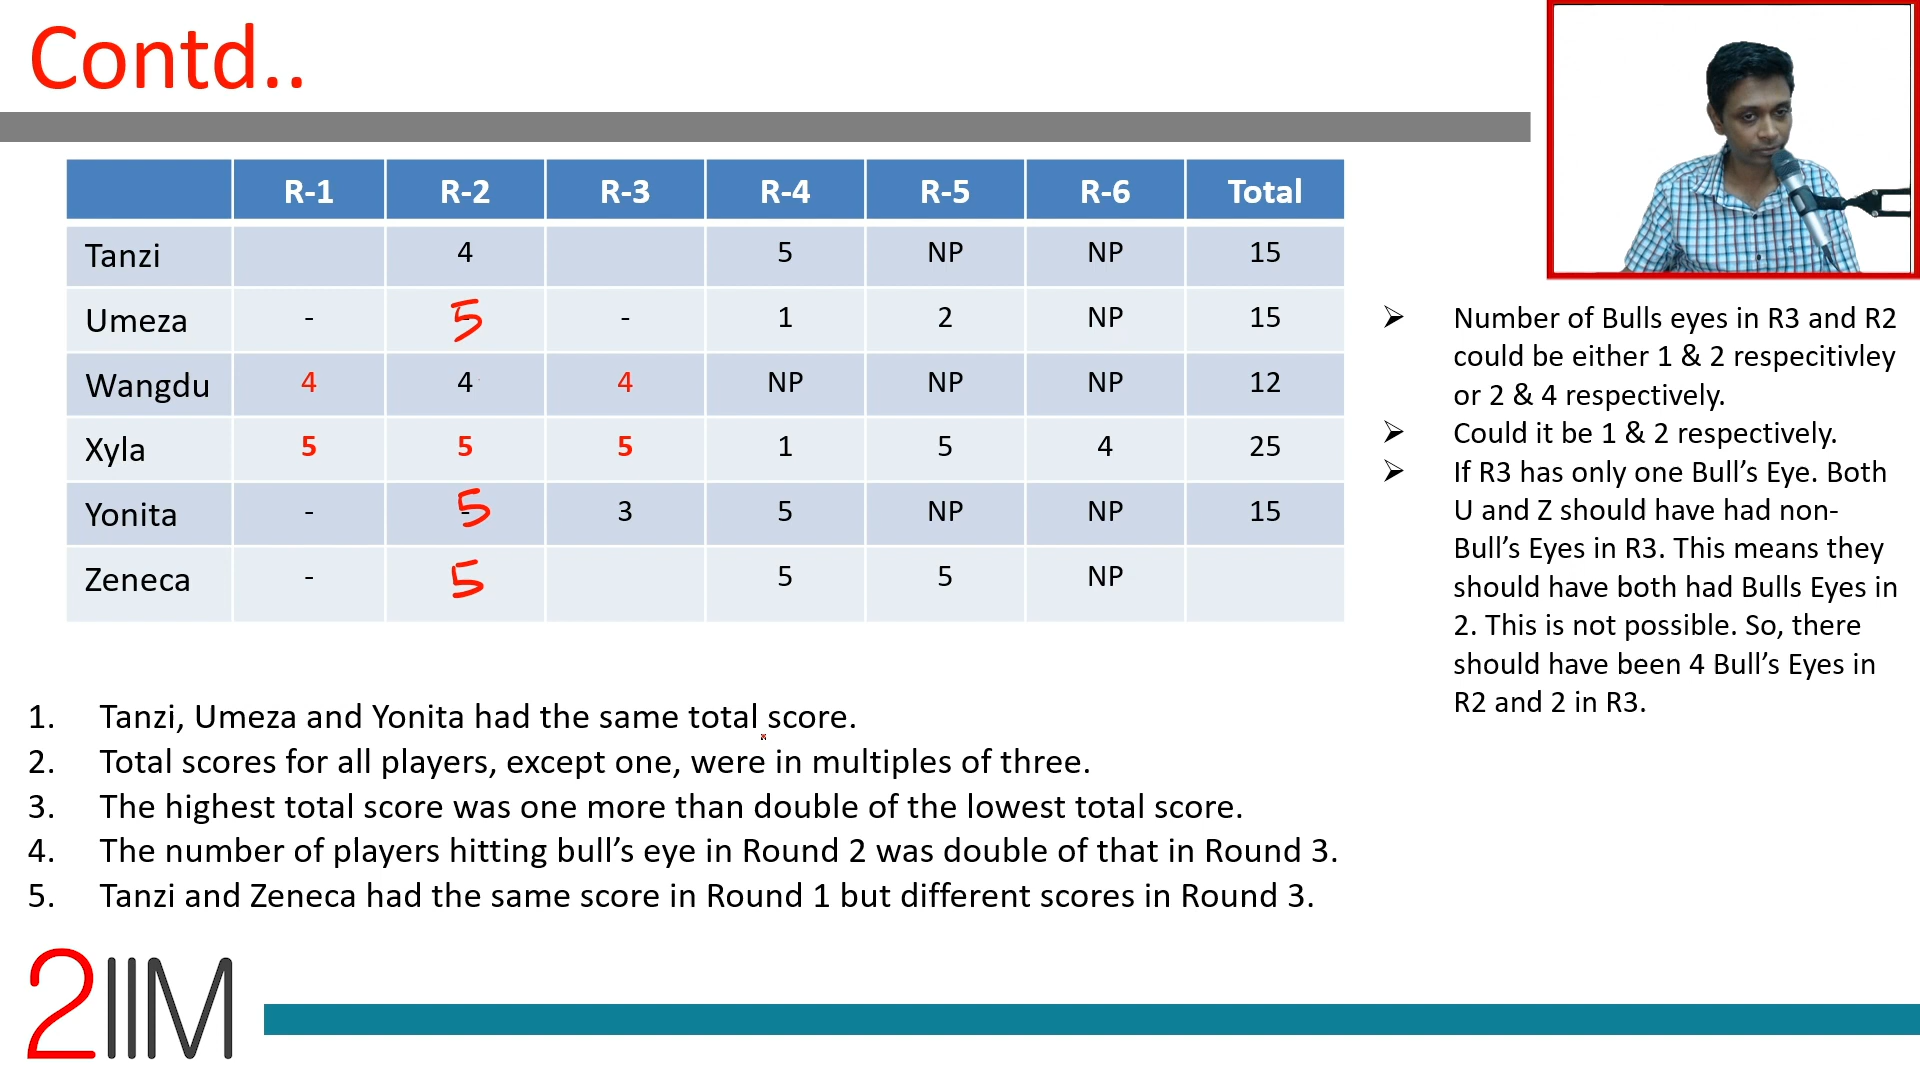 Contd..
R-1 R-2 R-3 R-4 R-5 R-6 Total
Tanzi 4 5 NP NP 15
Umeza - 5 - 1 2 NP 15
Wangdu 4 4 4 NP NP NP 12
Xyla 5 5 5 1 5 4 25
Yonita - 5 3 5 NP NP 15
Zeneca - 5 5 5 NP
➢ Number of Bulls eyes in R3 and R2
could be either 1 & 2 respecitivley
or 2 & 4 respectively.
➢ Could it be 1 & 2 respectively.
➢ If R3 has only one Bull’s Eye. Both
U and Z should have had non-
Bull’s Eyes in R3. This means they
should have both had Bulls Eyes in
2. This is not possible. So, there
should have been 4 Bull’s Eyes in
R2 and 2 in R3.
1. Tanzi, Umeza and Yonita had the same total score.
2. Total scores for all players, except one, were in multiples of three.
3. The highest total score was one more than double of the lowest total score.
4. The number of players hitting bull’s eye in Round 2 was double of that in Round 3.
5. Tanzi and Zeneca had the same score in Round 1 but different scores in Round 3.
2IIM